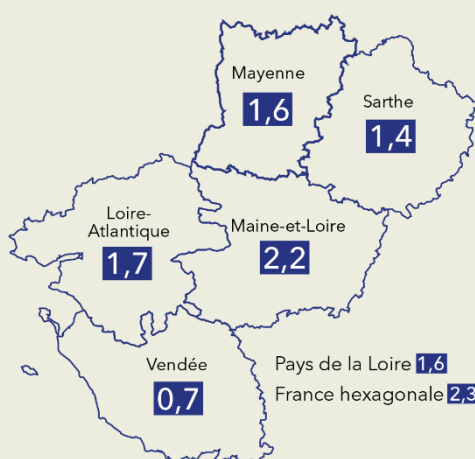 Mayenne
1,6
Sarthe
1,4
Loire-
Atlantique
1,7
Maine-et-Loire
2,2
Vendée
0,7
Pays de la Loire 1,6
France hexagonale 2,3